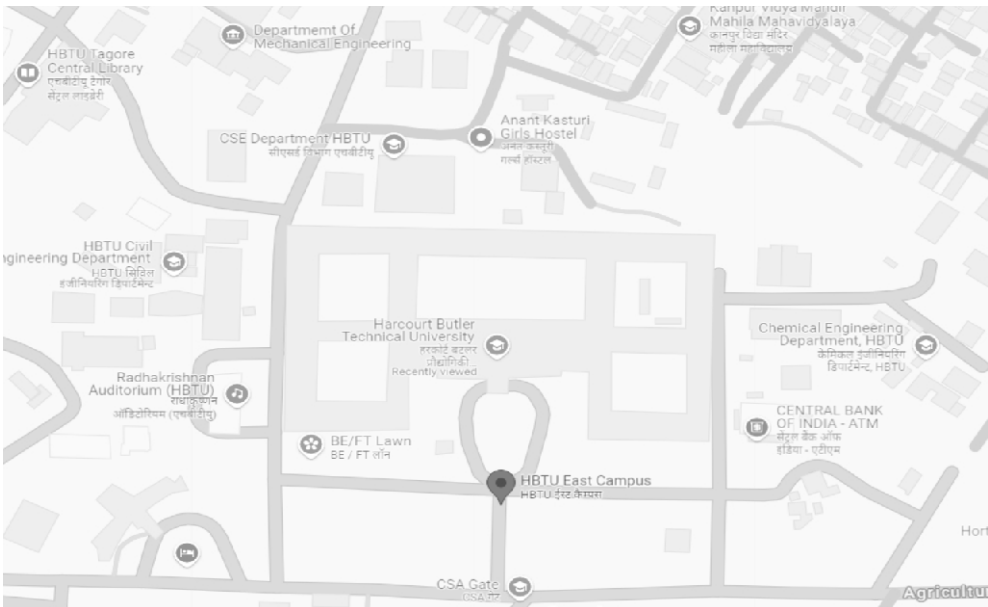 Kanpur Vidya Mandir
Mahila Mahavidyalaya
कानपुर विद्या मंदिर
महिला महाविद्यालय
Departmemt Of
Mechanical Engineering
HBTU Tagore
Central Library
एचबीटीयू टैगोर
सेंट्रल लाइब्रेरी
CSE Department HBTU
सीएसई विभाग एचबीटीयू
Anant Kasturi
Girls Hostel
अनंत कस्तूरी
गर्ल्स हॉस्टल
HBTU Civil
ngineering Department
HBTU सिविल
इंजीनियरिंग डिपार्टमेन्ट
Harcourt Butler
Technical University
हरकोर्ट बटलर
प्रौद्योगिकी
Recently viewed
Chemical Engineering
Department, HBTU
केमिकल इंजीनियरिंग
डिपार्टमेंट, HBTU
Radhakrishnan
Auditorium (HBTU)
राधाकृष्णन
ऑडिटोरियम (एचबीटीयू)
CENTRAL BANK
OF INDIA - ATM
सेंट्रल बैंक ऑफ
इंडिया - एटीएम
BE/FT Lawn
BE / FT लॉन
HBTU East Campus
HBTU ईस्ट कैम्पस
Hort
CSA Gate
CSA गेट
Agricultur